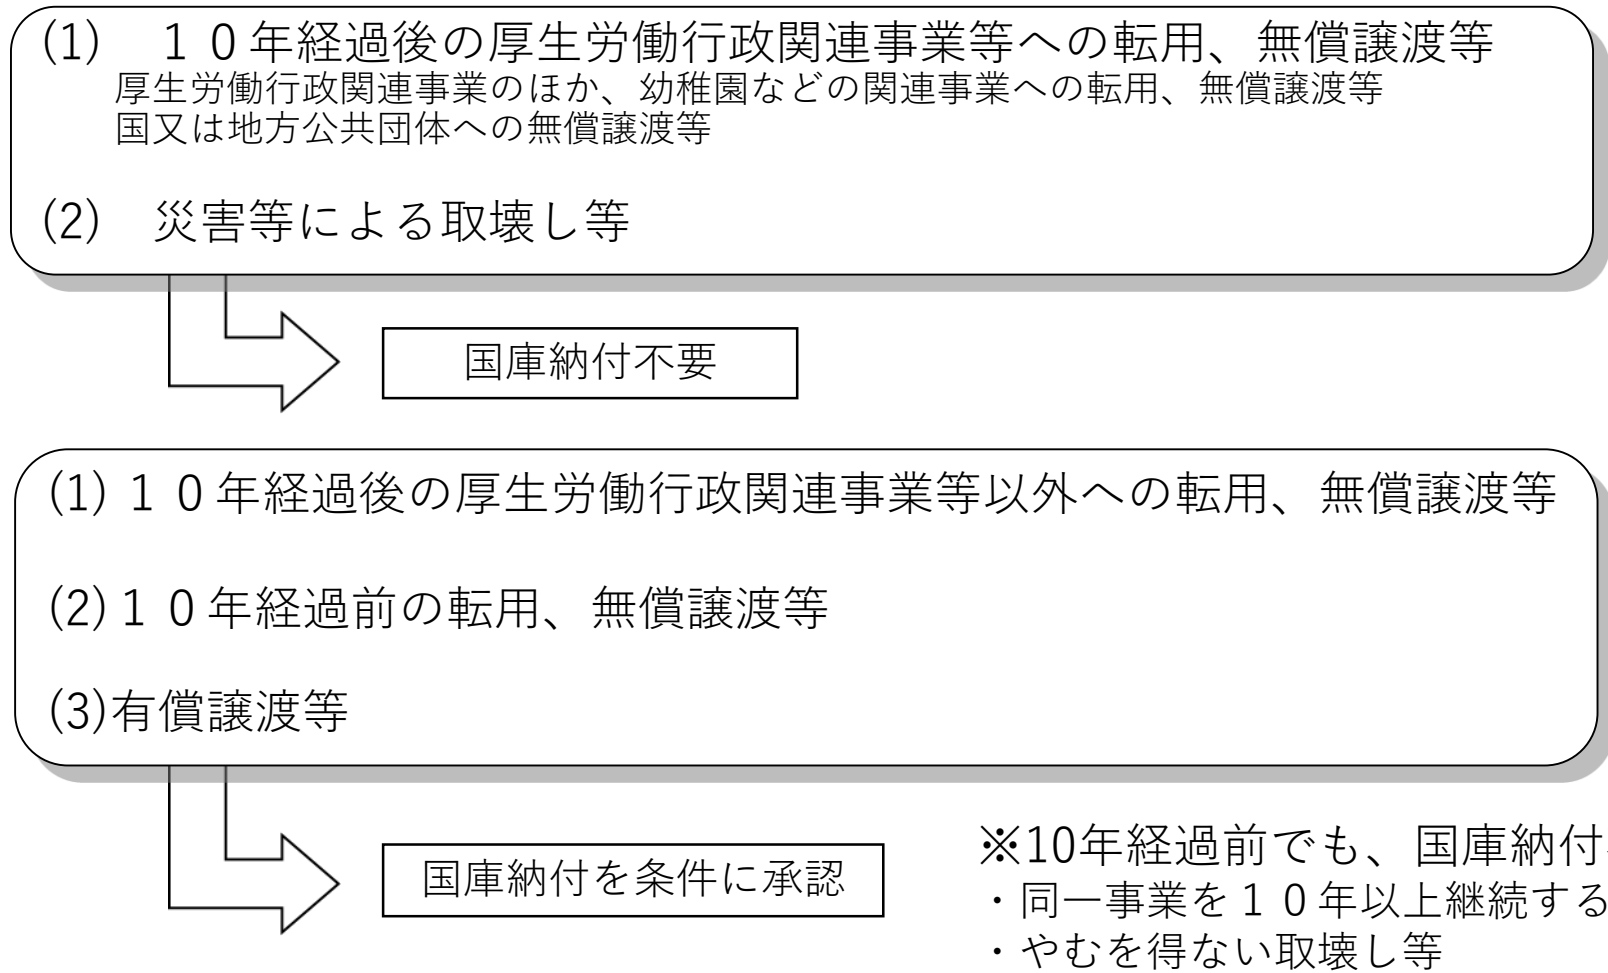 (1)　１０年経過後の厚生労働行政関連事業等への転用、無償譲渡等
厚生労働行政関連事業のほか、幼稚園などの関連事業への転用、無償譲渡等
国又は地方公共団体への無償譲渡等
(2)　災害等による取壊し等
国庫納付不要
(1) １０年経過後の厚生労働行政関連事業等以外への転用、無償譲渡等
(2) １０年経過前の転用、無償譲渡等
(3)有償譲渡等
国庫納付を条件に承認
※10年経過前でも、国庫納付
・同一事業を１０年以上継続する
・やむを得ない取壊し等